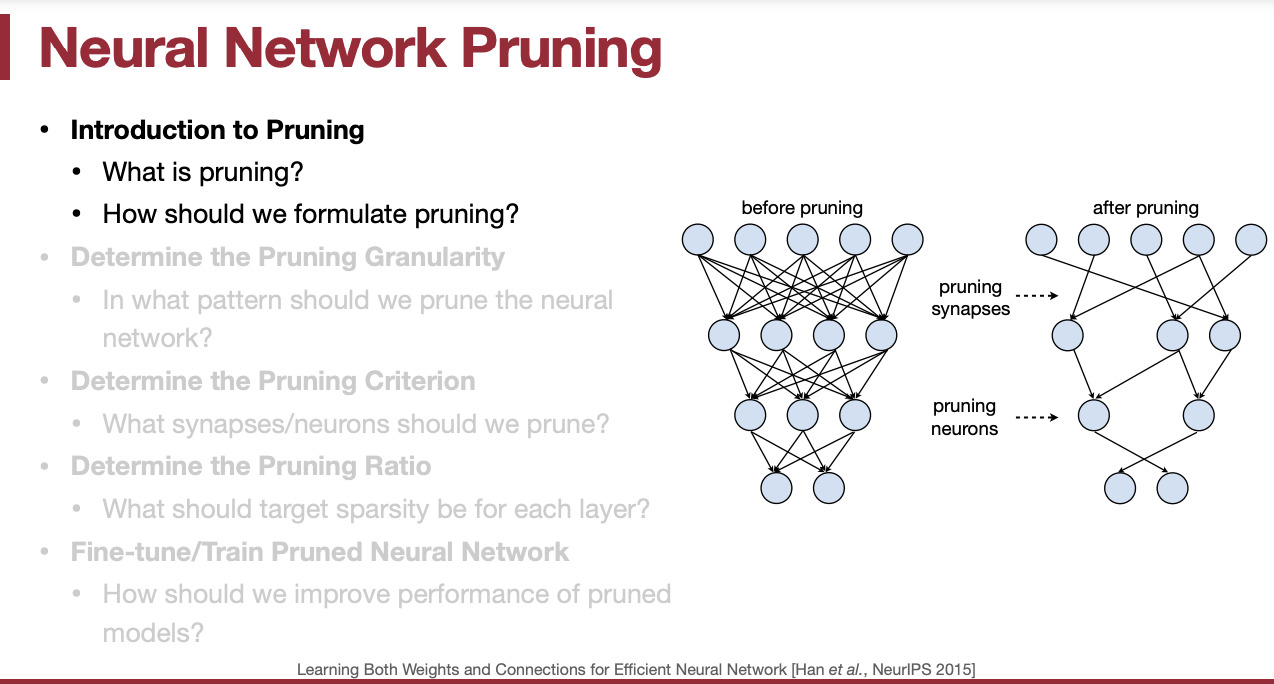 Neural Network Pruning
• Introduction to Pruning
• What is pruning?
• How should we formulate pruning?
• Determine the Pruning Granularity
• In what pattern should we prune the neural
network?
• Determine the Pruning Criterion
• What synapses/neurons should we prune?
• Determine the Pruning Ratio
• What should target sparsity be for each layer?
• Fine-tune/Train Pruned Neural Network
• How should we improve performance of pruned
models?
before pruning
after pruning
pruning
synapses
pruning
neurons
Learning Both Weights and Connections for Efficient Neural Network [Han et al., NeurIPS 2015]